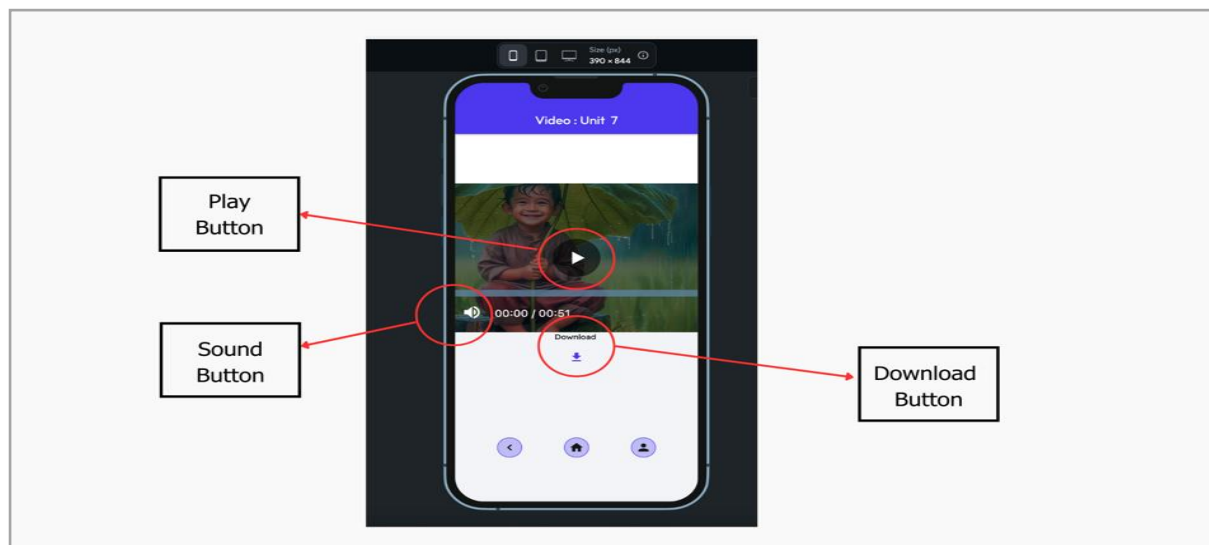 Size (px)
390 × 844
Video : Unit 7
Play
Button
00:00 / 00:51
Sound
Button
Download
Download
Button